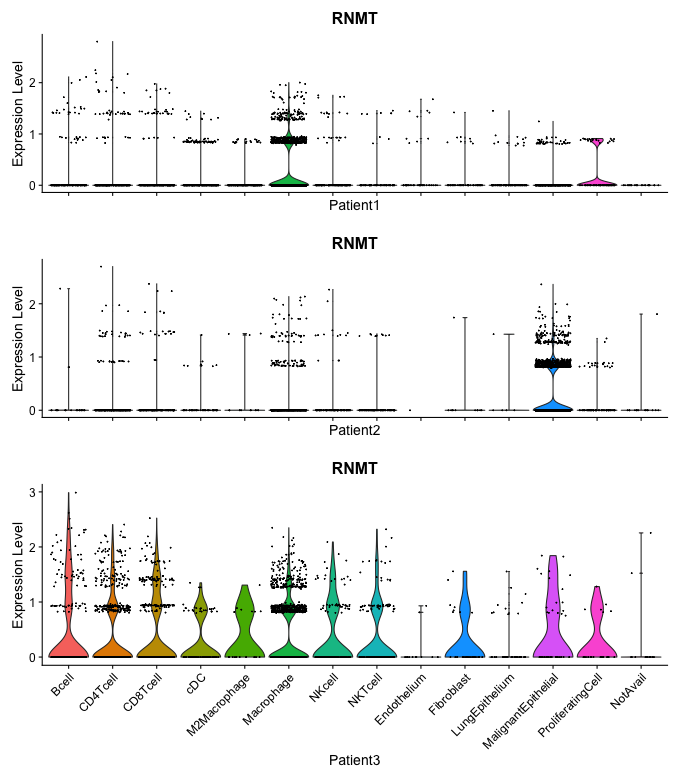 RNMT
Expression Level
2
1
0
Patient1
RNMT
Expression Level
2
1
0
Patient2
RNMT
Expression Level
3
2
1
0
Bcell
CD4Tcell
CD8Tcell
cDC
M2Macrophage
Macrophage
NKcell
NKTcell
Endothelium
Fibroblast
LungEpithelium
MalignantEpithelial
ProliferatingCell
NotAvail
Patient3